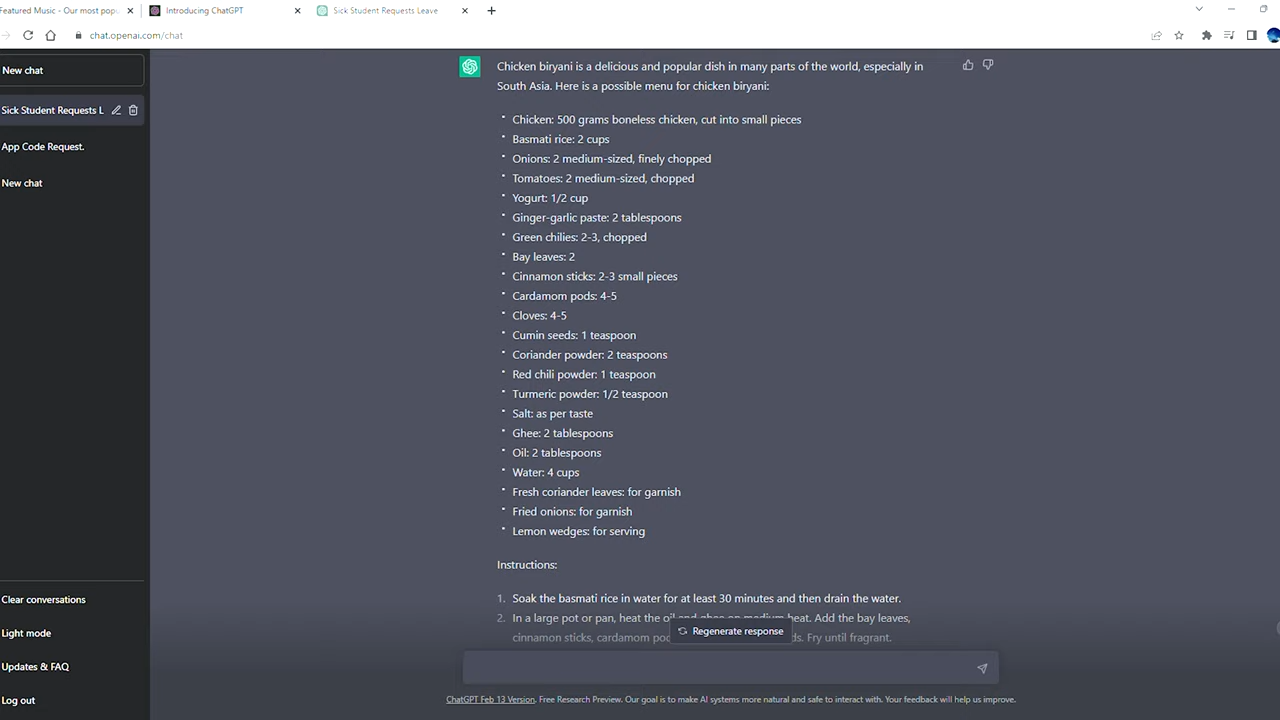 Featured Music - Our most popu
Introducing ChatGPT
Sick Student Requests Leave
chat.openai.com/chat
New chat
Sick Student Requests L
App Code Request.
New chat
Clear conversations
Light mode
Updates & FAQ
Log out
Chicken biryani is a delicious and popular dish in many parts of the world, especially in
South Asia. Here is a possible menu for chicken biryani:
• Chicken: 500 grams boneless chicken, cut into small pieces
• Basmati rice: 2 cups
• Onions: 2 medium-sized, finely chopped
• Tomatoes: 2 medium-sized, chopped
• Yogurt: 1/2 cup
• Ginger-garlic paste: 2 tablespoons
• Green chilies: 2-3, chopped
• Bay leaves: 2
• Cinnamon sticks: 2-3 small pieces
• Cardamom pods: 4-5
• Cloves: 4-5
• Cumin seeds: 1 teaspoon
• Coriander powder: 2 teaspoons
• Red chili powder: 1 teaspoon
• Turmeric powder: 1/2 teaspoon
• Salt: as per taste
• Ghee: 2 tablespoons
• Oil: 2 tablespoons
• Water: 4 cups
• Fresh coriander leaves: for garnish
• Fried onions: for garnish
• Lemon wedges: for serving
Instructions:
1. Soak the basmati rice in water for at least 30 minutes and then drain the water.
2. In a large pot or pan, heat the oil and ghee on medium heat. Add the bay leaves,
cinnamon sticks, cardamom pods. Fry until fragrant.
Regenerate response
ChatGPT Feb 13 Version. Free Research Preview. Our goal is to make AI systems more natural and safe to interact with. Your feedback will help us improve.